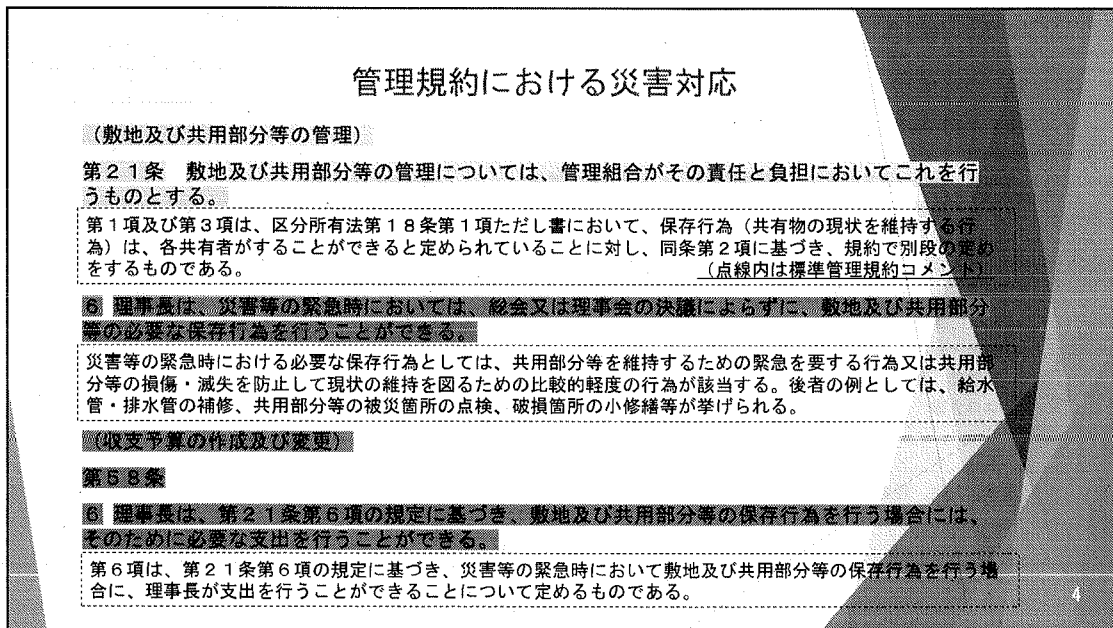 管理規約における災害対応
（敷地及び共用部分等の管理）
第２１条　敷地及び共用部分等の管理については、管理組合がその責任と負担においてこれを行
うものとする。
第１項及び第３項は、区分所有法第１８条第１項ただし書において、保存行為（共有物の現状を維持する行
為）は、各共有者がすることができると定められていることに対し、同条第２項に基づき、規約で別段の定め
をするものである。
（点線内は標準管理規約コメント）
６ 理事長は、災害等の緊急時においては、総会又は理事会の決議によらずに、敷地及び共用部分
等の必要な保存行為を行うことができる。
災害等の緊急時における必要な保存行為としては、共用部分等を維持するための緊急を要する行為又は共用部
分等の損傷・滅失を防止して現状の維持を図るための比較的軽度の行為が該当する。後者の例としては、給水
管・排水管の補修、共用部分等の被災箇所の点検、破損箇所の小修繕等が挙げられる。
（収支予算の作成及び変更）
第５８条
６ 理事長は、第２１条第６項の規定に基づき、敷地及び共用部分等の保存行為を行う場合には、
そのために必要な支出を行うことができる。
第６項は、第２１条第６項の規定に基づき、災害等の緊急時において敷地及び共用部分等の保存行為を行う場
合に、理事長が支出を行うことができることについて定めるものである。
4